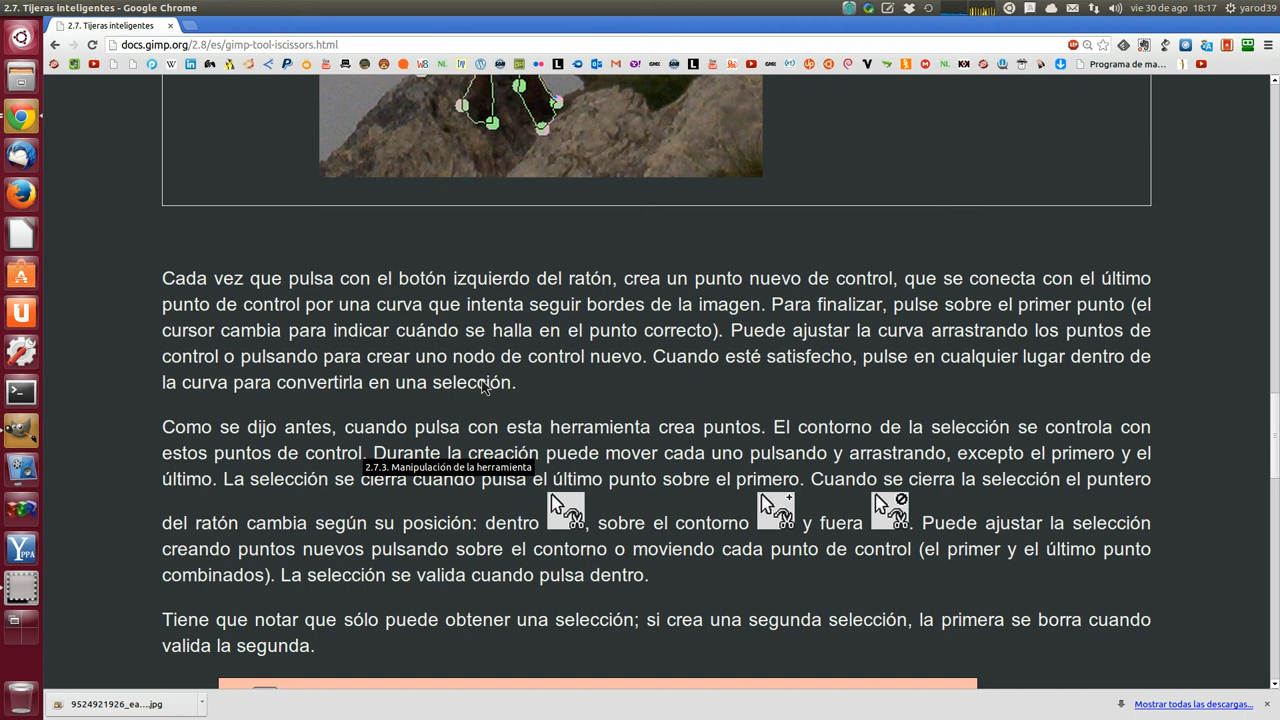 2.7. Tijeras Inteligentes - Google Chrome
vie 30 de ago
18:17
yarod39
2.7. Tijeras inteligentes
docs.gimp.org/2.8/es/gimp-tool-iscissors.html
Programa de ma...
Cada vez que pulsa con el botón izquierdo del ratón, crea un punto nuevo de control, que se conecta con el último
punto de control por una curva que intenta seguir bordes de la imagen. Para finalizar, pulse sobre el primer punto (el
cursor cambia para indicar cuándo se halla en el punto correcto). Puede ajustar la curva arrastrando los puntos de
control o pulsando para crear uno nodo de control nuevo. Cuando esté satisfecho, pulse en cualquier lugar dentro de
la curva para convertirla en una selección.
Como se dijo antes, cuando pulsa con esta herramienta crea puntos. El contorno de la selección se controla con
estos puntos de control. Durante la creación puede mover cada uno pulsando y arrastrando, excepto el primero y el
2.7.3. Manipulación de la herramienta
último. La selección se cierra cuando pulsa el último punto sobre el primero. Cuando se cierra la selección el puntero
del ratón cambia según su posición: dentro , sobre el contorno y fuera . Puede ajustar la selección
creando puntos nuevos pulsando sobre el contorno o moviendo cada punto de control (el primer y el último punto
combinados). La selección se valida cuando pulsa dentro.
Tiene que notar que sólo puede obtener una selección; si crea una segunda selección, la primera se borra cuando
valida la segunda.
9524921926_ea....jpg
Mostrar todas las descargas...